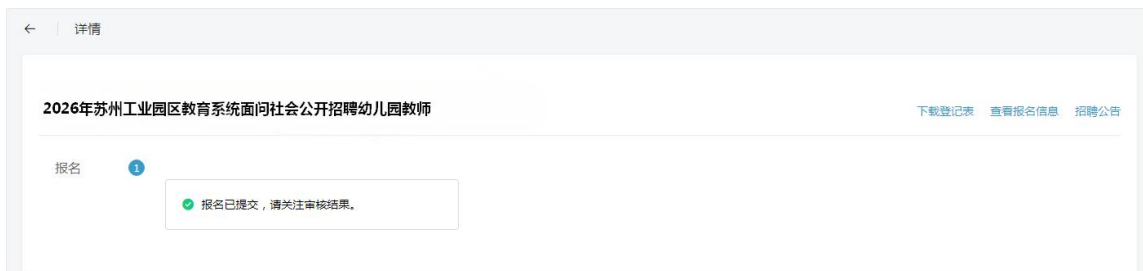 ← 详情
2026年苏州工业园区教育系统面问社会公开招聘幼儿园教师
下载登记表 查看报名信息 招聘公告
报名 1
报名已提交，请关注审核结果。